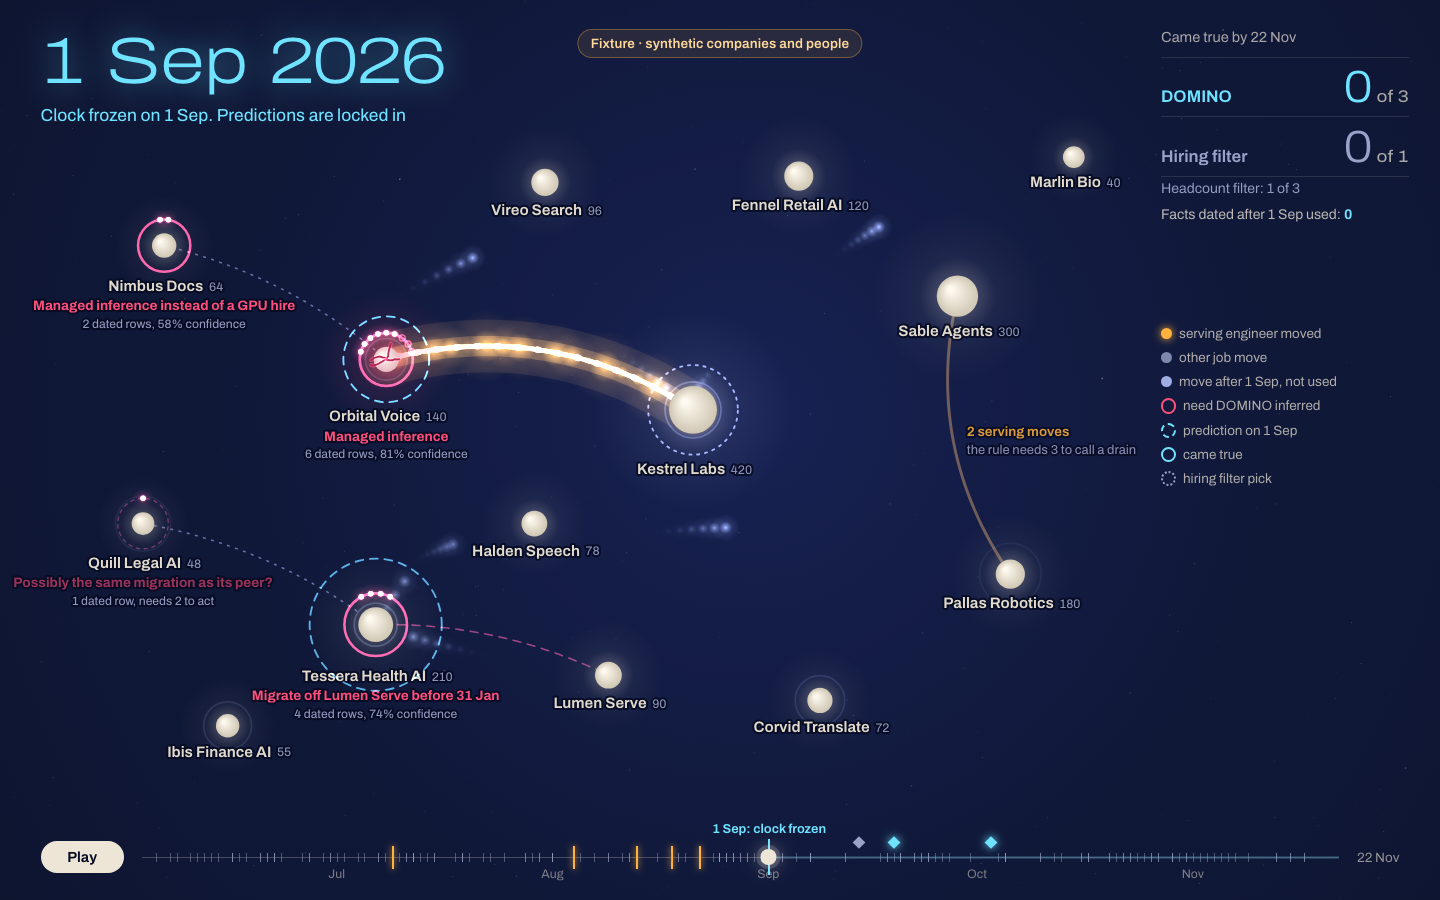 1 Sep 2026
Clock frozen on 1 Sep. Predictions are locked in
Fixture · synthetic companies and people
Came true by 22 Nov
DOMINO 0 of 3
Hiring filter 0 of 1
Headcount filter: 1 of 3
Facts dated after 1 Sep used: 0
Vireo Search 96
Fennel Retail AI 120
Marlin Bio 40
Nimbus Docs 64
Managed inference instead of a GPU hire
2 dated rows, 58% confidence
Sable Agents 300
serving engineer moved
other job move
move after 1 Sep, not used
need DOMINO inferred
prediction on 1 Sep
came true
hiring filter pick
Orbital Voice 140
Managed inference
6 dated rows, 81% confidence
Kestrel Labs 420
2 serving moves
the rule needs 3 to call a drain
Quill Legal AI 48
Possibly the same migration as its peer?
1 dated row, needs 2 to act
Halden Speech 78
Pallas Robotics 180
Tessera Health AI 210
Migrate off Lumen Serve before 31 Jan
4 dated rows, 74% confidence
Lumen Serve 90
Corvid Translate 72
Ibis Finance AI 55
1 Sep: clock frozen
Play
22 Nov
Jul
Aug
Sep
Oct
Nov